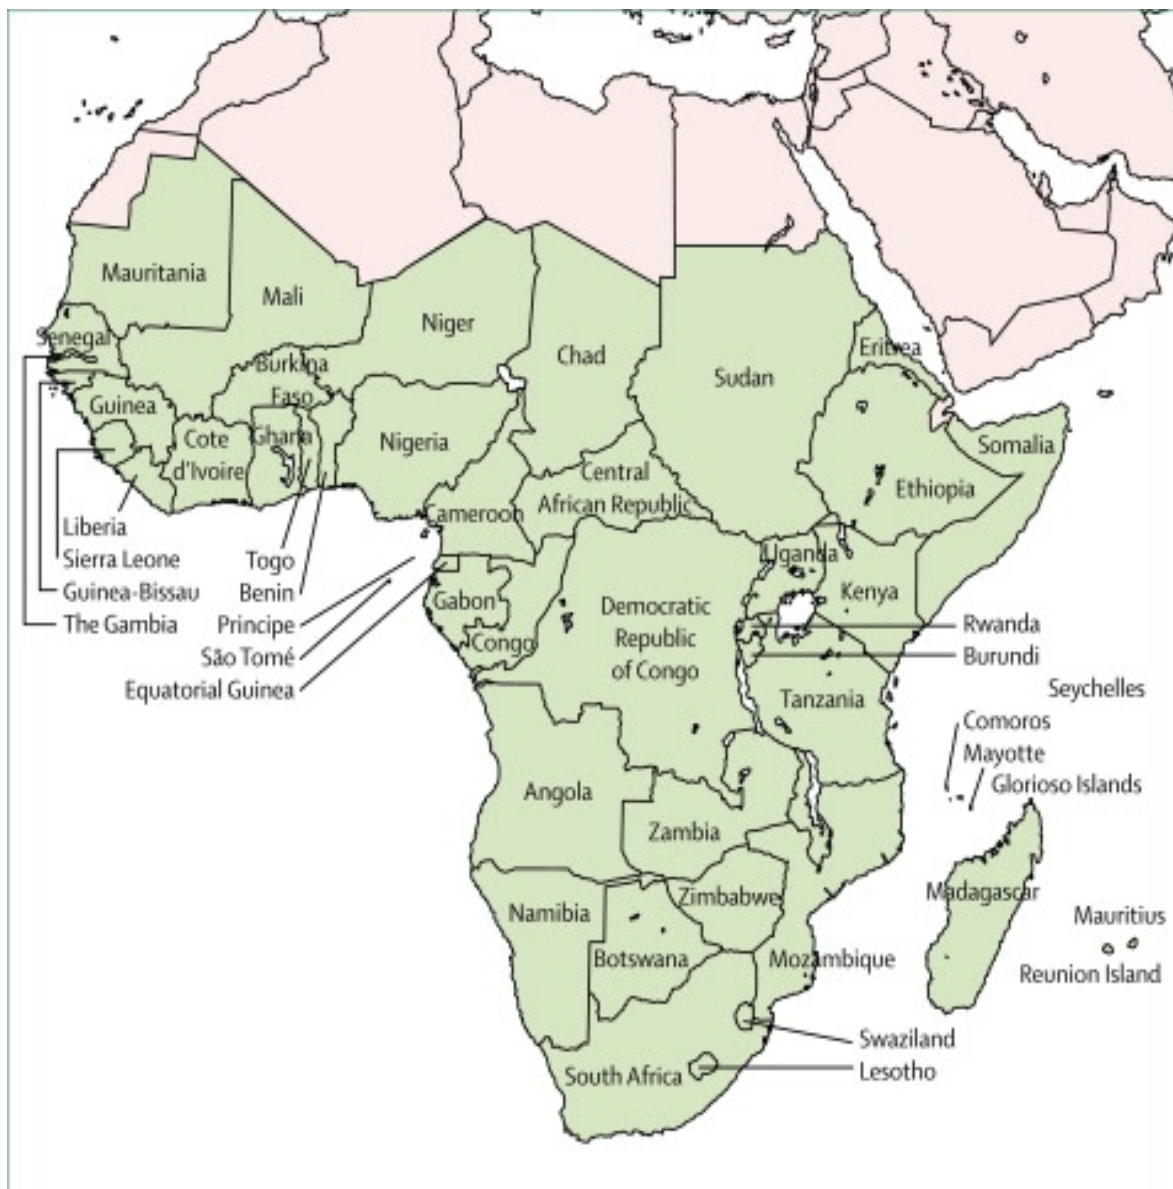 Mauritania
Mali
Niger
Chad
Sudan
Eritrea
Senegal
Burkina
Faso
Guinea
Cote
d'Ivoire
Ghana
Nigeria
Central
African Republic
Cameroon
Ethiopia
Somalia
Liberia
Sierra Leone
Guinea-Bissau
The Gambia
Togo
Benin
Principe
São Tomé
Equatorial Guinea
Gabon
Congo
Democratic
Republic
of Congo
Uganda
Kenya
Rwanda
Burundi
Tanzania
Seychelles
Comoros
Mayotte
Glorioso Islands
Angola
Zambia
Zimbabwe
Namibia
Botswana
Mozambique
Madagascar
Mauritius
Reunion Island
Swaziland
Lesotho
South Africa